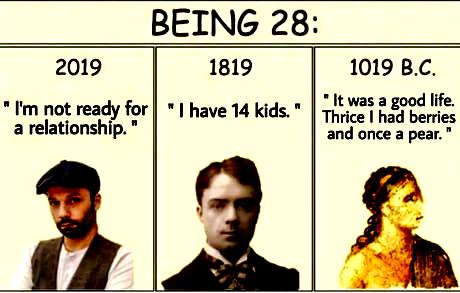 BEING 28:
2019
" I'm not ready for
a relationship. "
1819
" I have 14 kids. "
1019 B.C.
" It was a good life.
Thrice I had berries
and once a pear. "